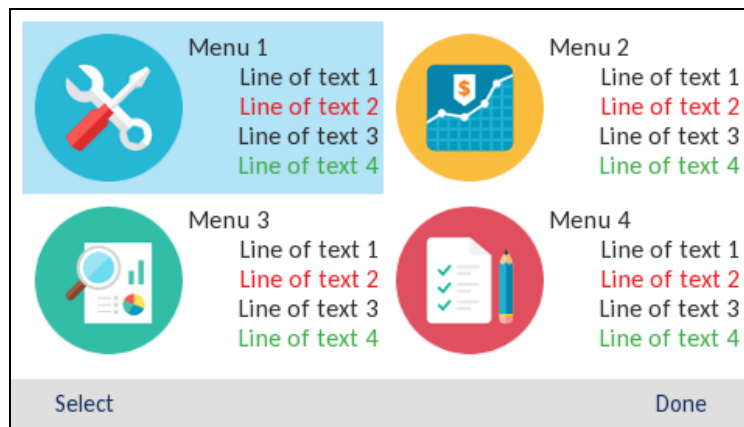 Menu 1
Line of text 1
Line of text 2
Line of text 3
Line of text 4
Menu 2
$
Line of text 1
Line of text 2
Line of text 3
Line of text 4
Menu 3
Line of text 1
Line of text 2
Line of text 3
Line of text 4
Menu 4
Line of text 1
Line of text 2
Line of text 3
Line of text 4
Select
Done